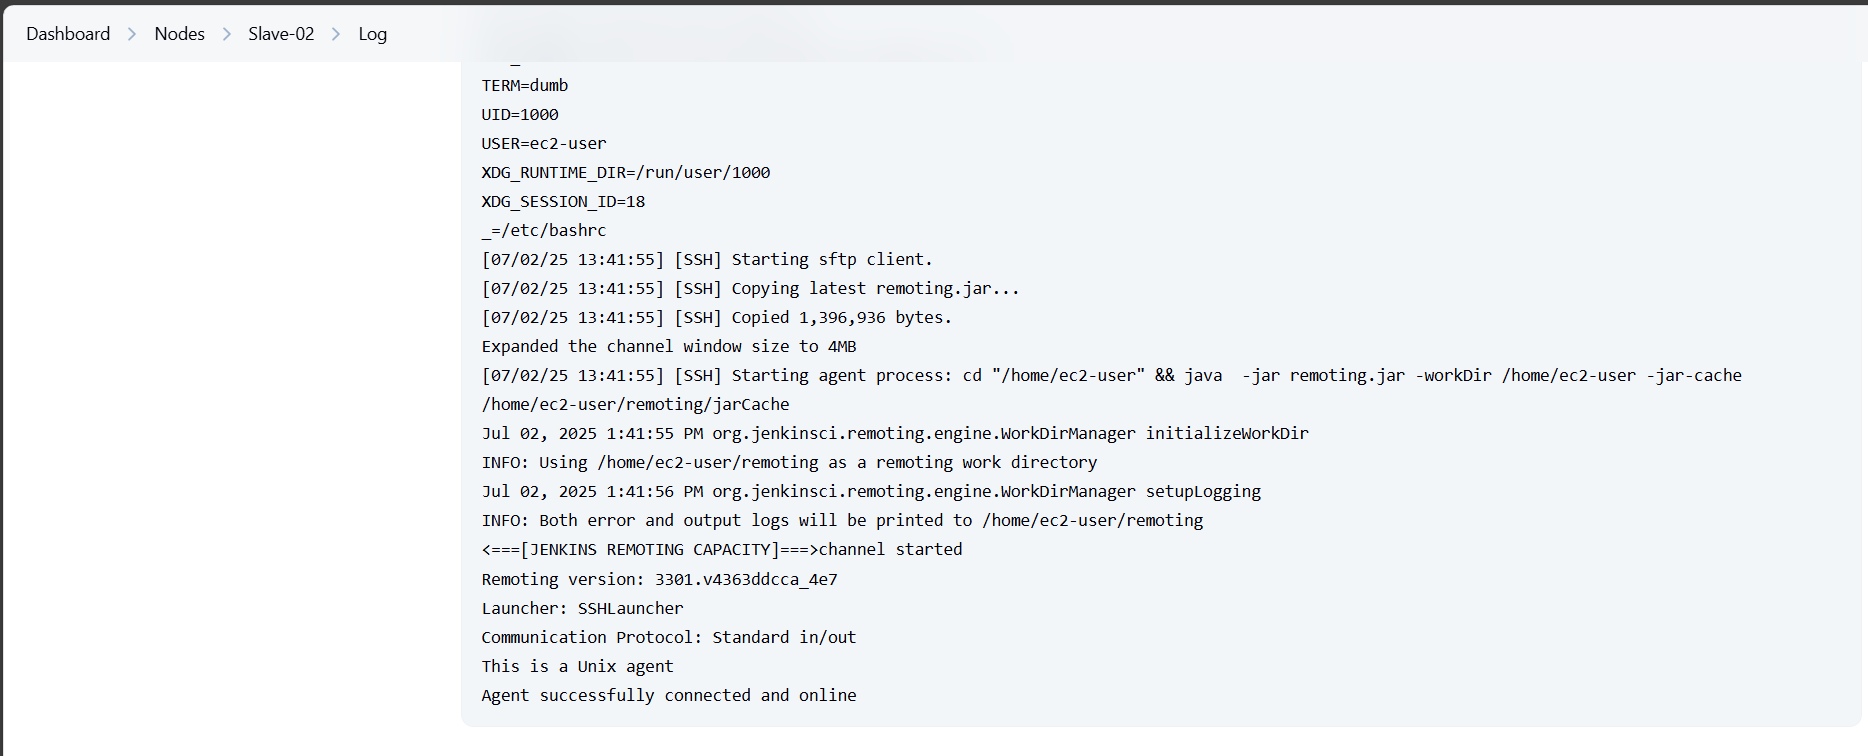 Dashboard > Nodes > Slave-02 > Log
TERM=dumb
UID=1000
USER=ec2-user
XDG_RUNTIME_DIR=/run/user/1000
XDG_SESSION_ID=18
_=/etc/bashrc
[07/02/25 13:41:55] [SSH] Starting sftp client.
[07/02/25 13:41:55] [SSH] Copying latest remoting.jar...
[07/02/25 13:41:55] [SSH] Copied 1,396,936 bytes.
Expanded the channel window size to 4MB
[07/02/25 13:41:55] [SSH] Starting agent process: cd "/home/ec2-user" && java  -jar remoting.jar -workDir /home/ec2-user -jar-cache
/home/ec2-user/remoting/jarCache
Jul 02, 2025 1:41:55 PM org.jenkinsci.remoting.engine.WorkDirManager initializeWorkDir
INFO: Using /home/ec2-user/remoting as a remoting work directory
Jul 02, 2025 1:41:56 PM org.jenkinsci.remoting.engine.WorkDirManager setupLogging
INFO: Both error and output logs will be printed to /home/ec2-user/remoting
<===[JENKINS REMOTING CAPACITY]===>channel started
Remoting version: 3301.v4363ddcca_4e7
Launcher: SSHLauncher
Communication Protocol: Standard in/out
This is a Unix agent
Agent successfully connected and online